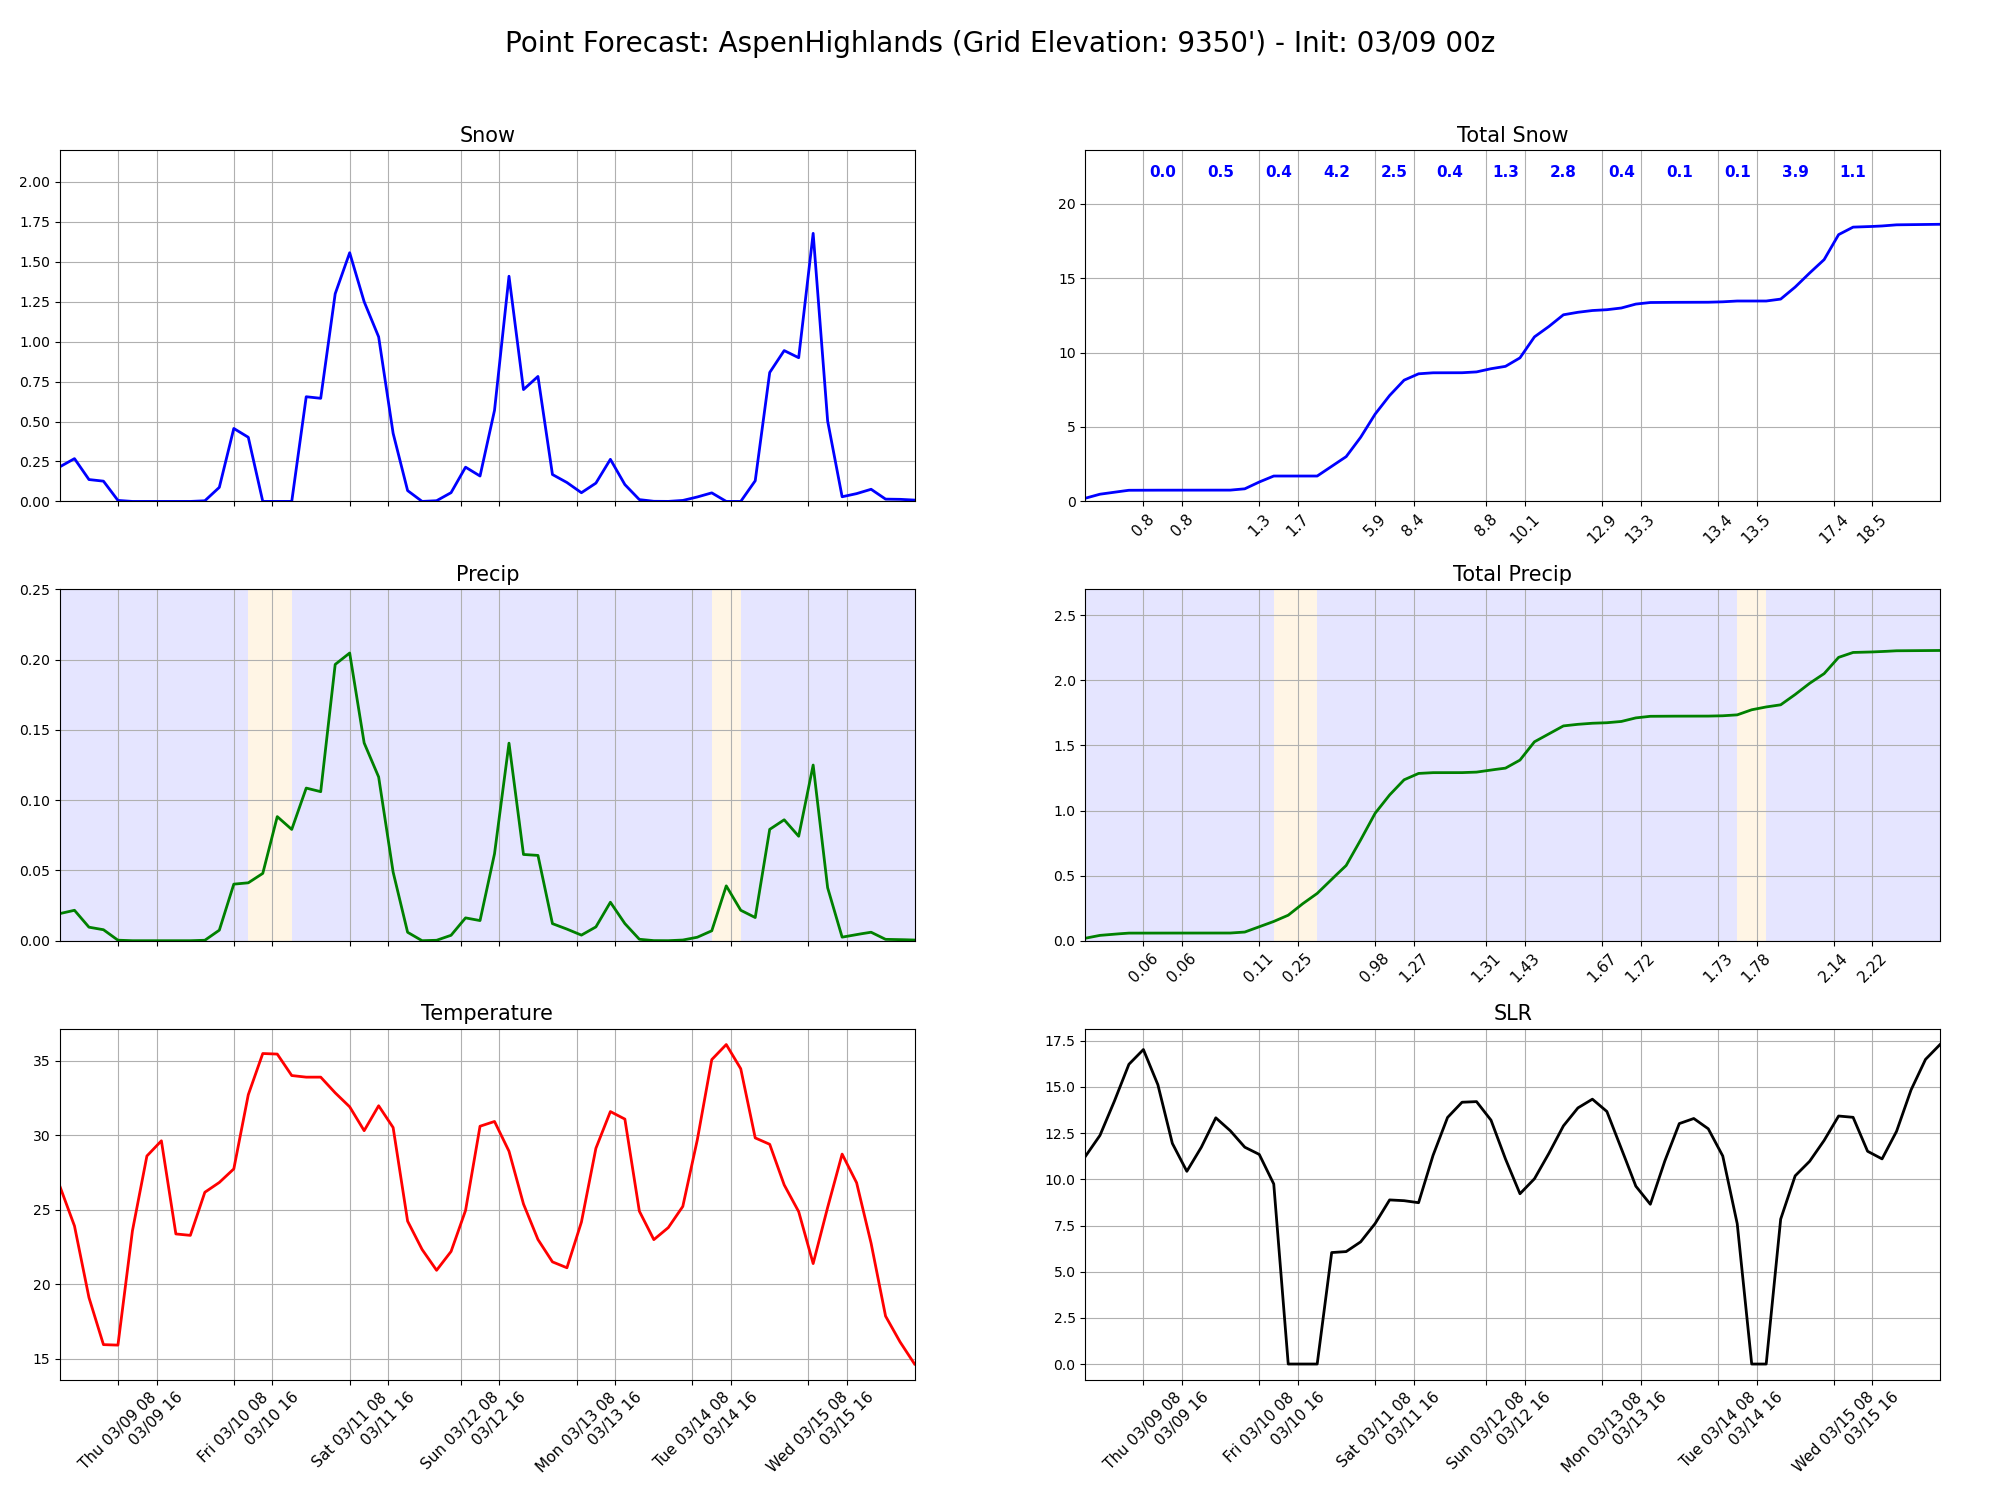 Point Forecast: AspenHighlands (Grid Elevation: 9350') - Init: 03/09 00z
Snow
2.00
1.75
1.50
1.25
1.00
0.75
0.50
0.25
0.00
Total Snow
0.0 0.5 0.4 4.2 2.5 0.4 1.3 2.8 0.4 0.1 0.1 3.9 1.1
20
15
10
5
0
0.8 0.8 1.3 1.7 5.9 8.4 8.8 10.1 12.9 13.3 13.4 13.5 17.4 18.5
Precip
0.25
0.20
0.15
0.10
0.05
0.00
Total Precip
2.5
2.0
1.5
1.0
0.5
0.0
0.06 0.06 0.11 0.25 0.98 1.27 1.31 1.43 1.67 1.72 1.73 1.78 2.14 2.22
Temperature
35
30
25
20
15
Thu 03/09 08
03/09 16
Fri 03/10 08
03/10 16
Sat 03/11 08
03/11 16
Sun 03/12 08
03/12 16
Mon 03/13 08
03/13 16
Tue 03/14 08
03/14 16
Wed 03/15 08
03/15 16
SLR
17.5
15.0
12.5
10.0
7.5
5.0
2.5
0.0
Thu 03/09 08
03/09 16
Fri 03/10 08
03/10 16
Sat 03/11 08
03/11 16
Sun 03/12 08
03/12 16
Mon 03/13 08
03/13 16
Tue 03/14 08
03/14 16
Wed 03/15 08
03/15 16